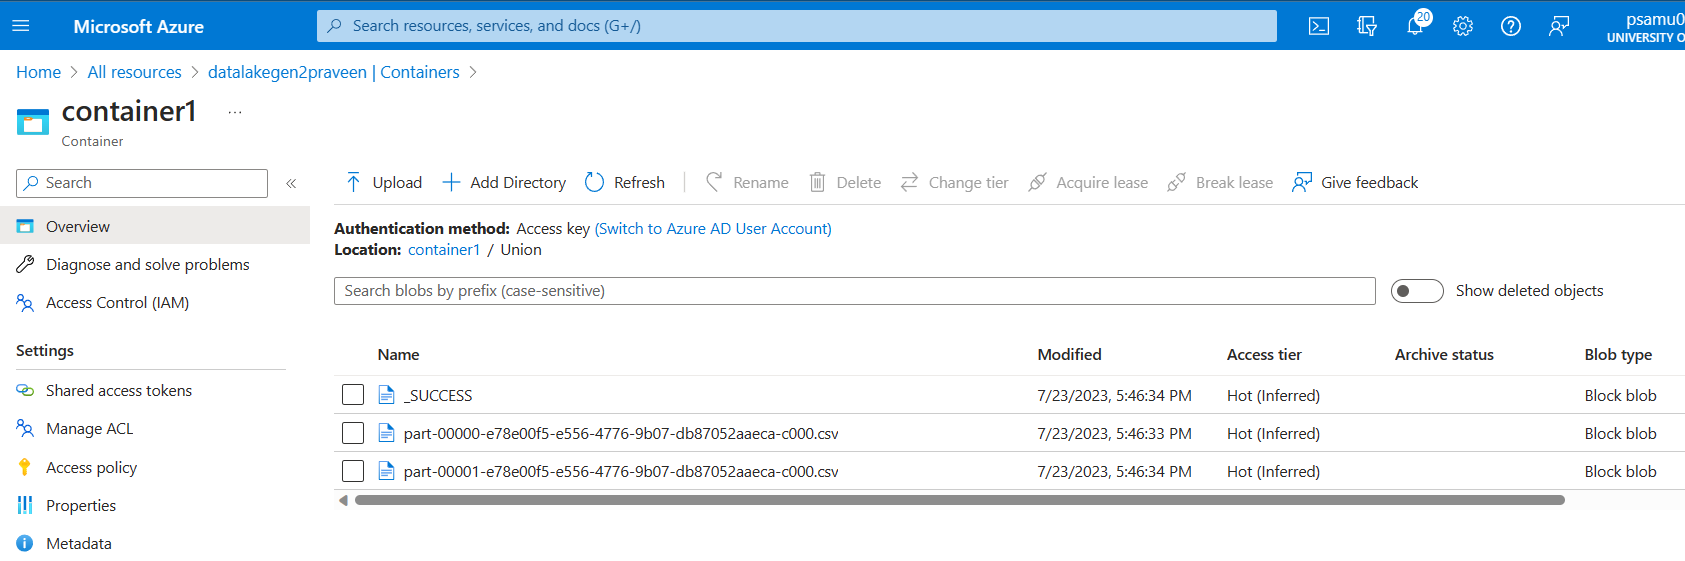 Microsoft Azure
Search resources, services, and docs (G+/)
20
psamu0
UNIVERSITY O
Home > All resources > datalakegen2praveen | Containers >
container1 ...
Container
Search «
Upload Add Directory Refresh Rename Delete Change tier Acquire lease Break lease Give feedback
Overview
Diagnose and solve problems
Access Control (IAM)
Settings
Shared access tokens
Manage ACL
Access policy
Properties
Metadata
Authentication method: Access key (Switch to Azure AD User Account)
Location: container1 / Union
Search blobs by prefix (case-sensitive)
Show deleted objects
Name Modified Access tier Archive status Blob type
_SUCCESS 7/23/2023, 5:46:34 PM Hot (Inferred) Block blob
part-00000-e78e00f5-e556-4776-9b07-db87052aaeca-c000.csv 7/23/2023, 5:46:33 PM Hot (Inferred) Block blob
part-00001-e78e00f5-e556-4776-9b07-db87052aaeca-c000.csv 7/23/2023, 5:46:34 PM Hot (Inferred) Block blob